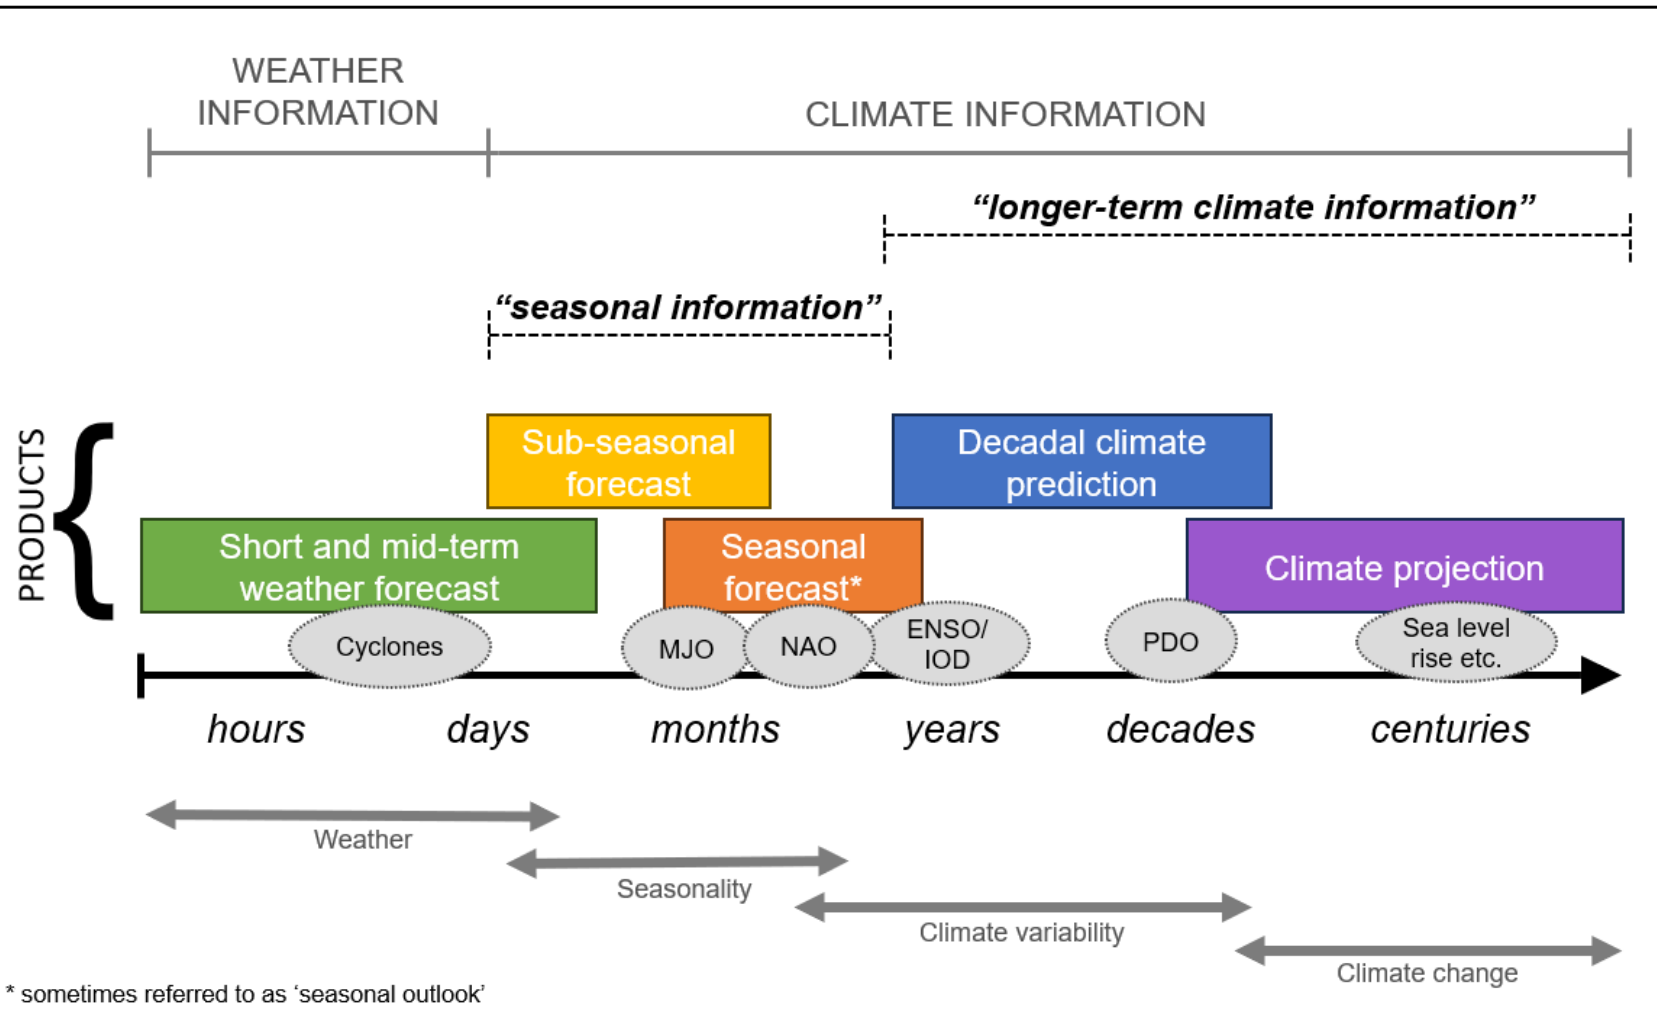 WEATHER
INFORMATION
CLIMATE INFORMATION
“longer-term climate information”
“seasonal information”
PRODUCTS
Sub-seasonal
forecast
Decadal climate
prediction
Short and mid-term
weather forecast
Seasonal
forecast*
Climate projection
Cyclones
MJO
NAO
ENSO/
IOD
PDO
Sea level
rise etc.
hours
days
months
years
decades
centuries
Weather
Seasonality
Climate variability
Climate change
* sometimes referred to as ‘seasonal outlook’